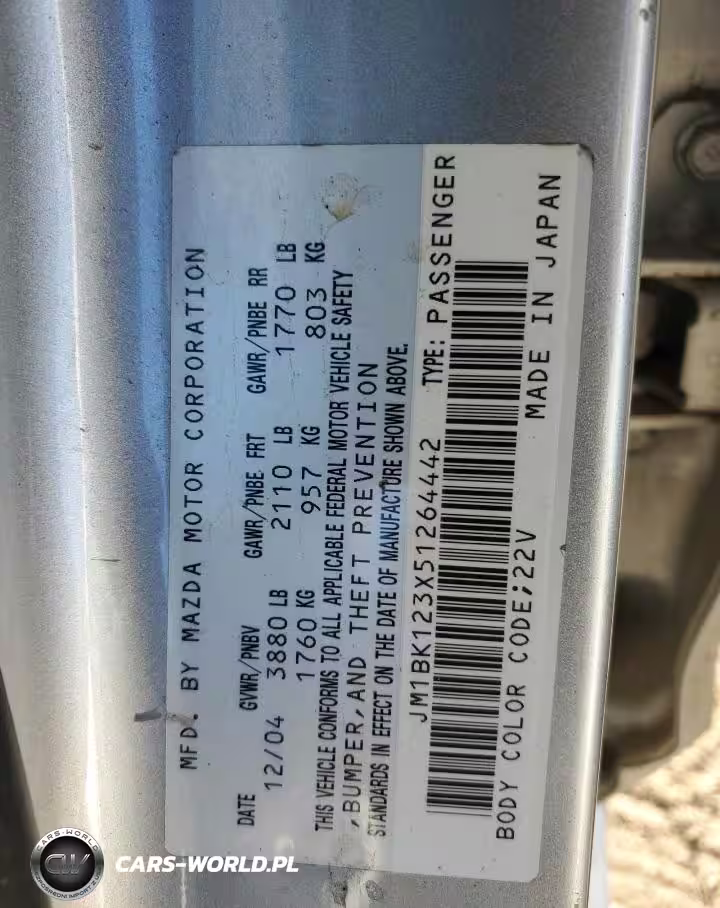 MFD. BY MAZDA MOTOR CORPORATION
DATE GVWR/PNBV GAWR/PNBE FRT GAWR/PNBE RR
12/04 3880 LB 2110 LB 1770 LB
1760 KG 957 KG 803 KG
THIS VEHICLE CONFORMS TO ALL APPLICABLE FEDERAL MOTOR VEHICLE SAFETY
,BUMPER,AND THEFT PREVENTION
STANDARDS IN EFFECT ON THE DATE OF MANUFACTURE SHOWN ABOVE.
JM1BK123X51264442 TYPE: PASSENGER
BODY COLOR CODE;22V MADE IN JAPAN
CARS-WORLD
CW
CARS-WORLD.PL